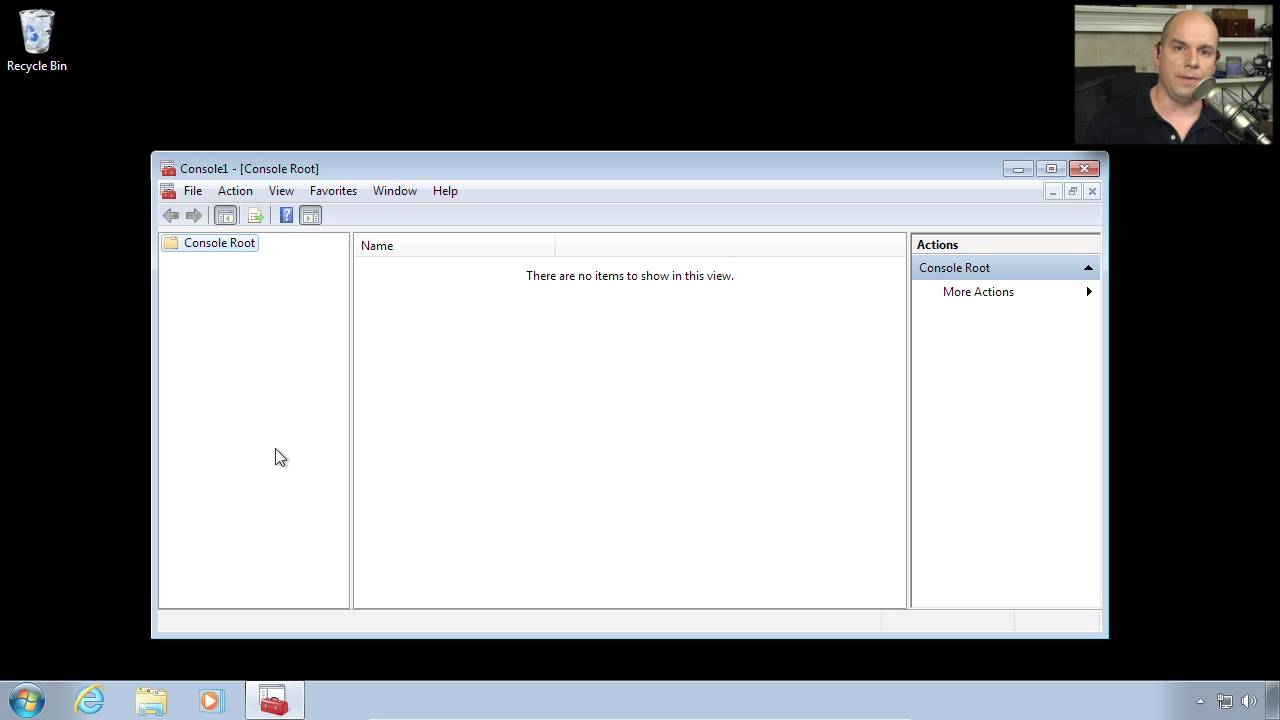 Recycle Bin
Console1 - [Console Root]
File Action View Favorites Window Help
Console Root
Name
There are no items to show in this view.
Actions
Console Root
More Actions